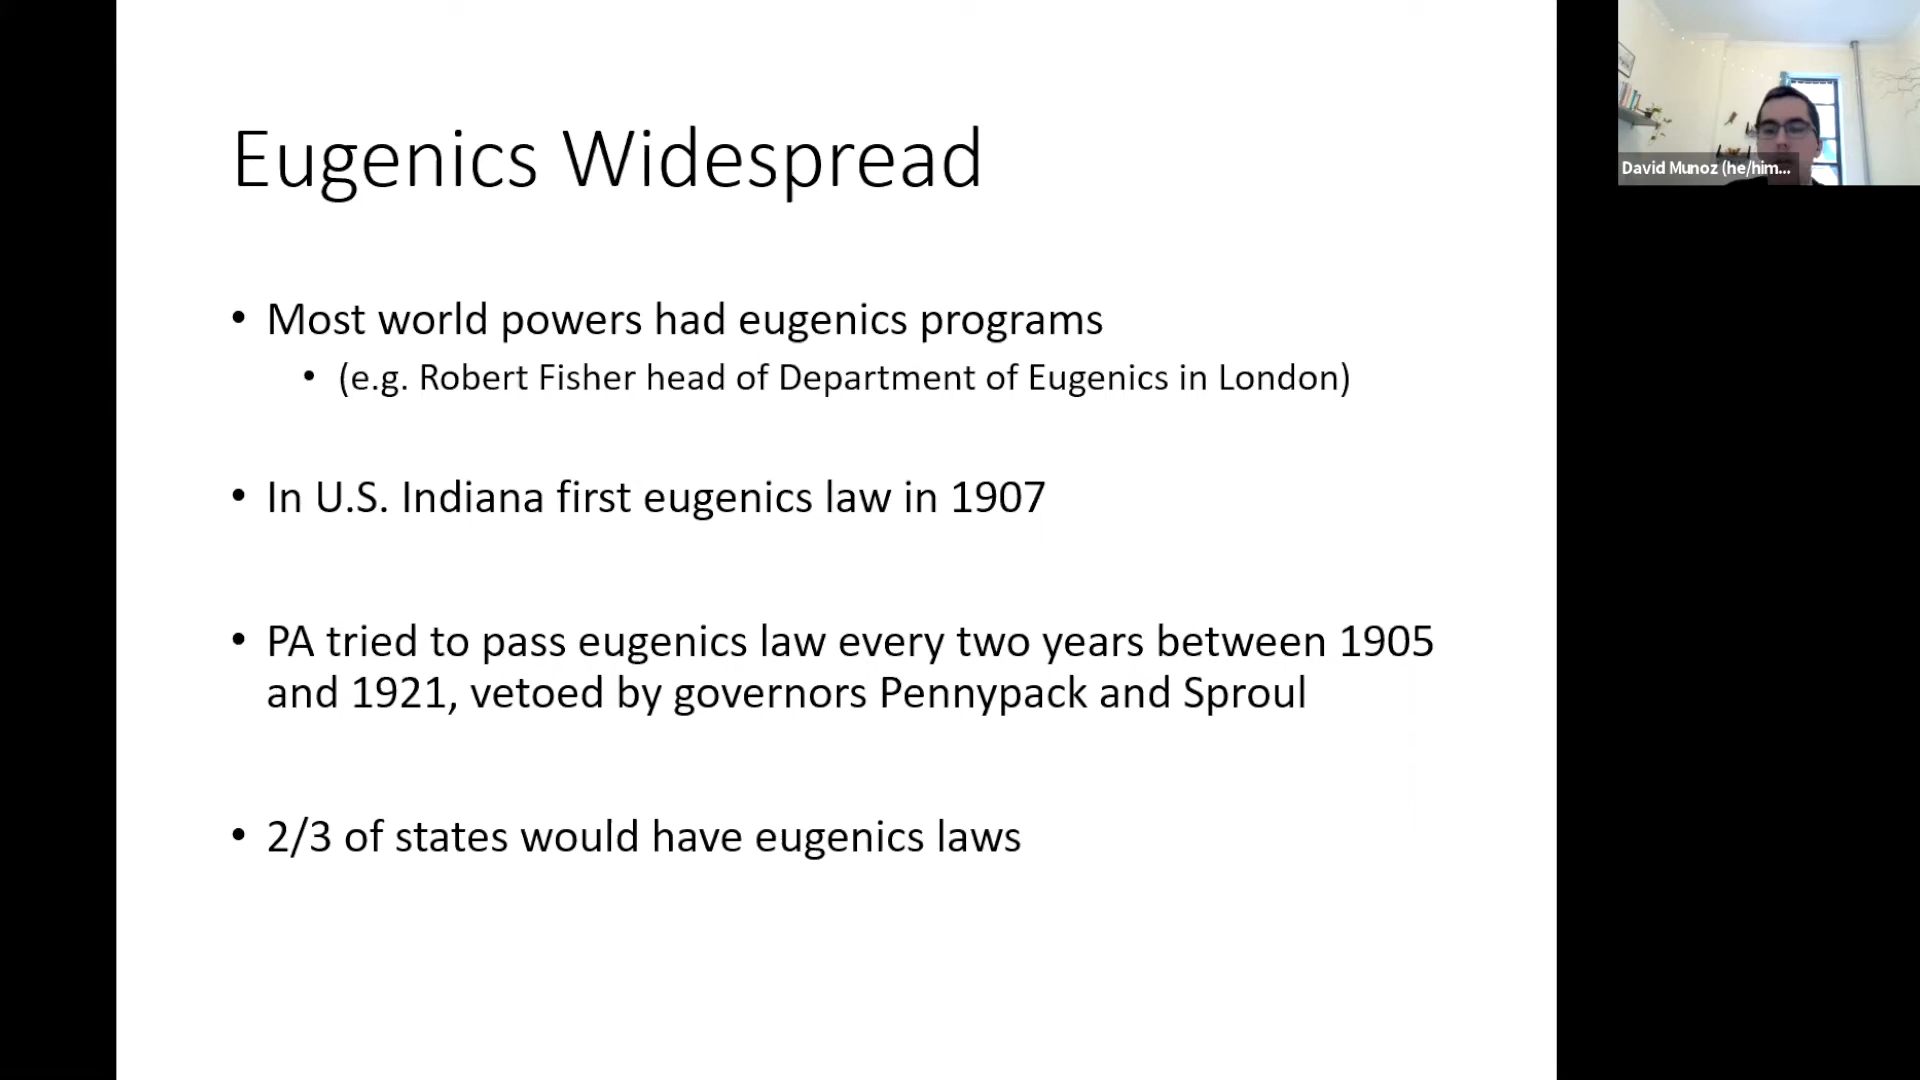 Eugenics Widespread
• Most world powers had eugenics programs
• (e.g. Robert Fisher head of Department of Eugenics in London)
• In U.S. Indiana first eugenics law in 1907
• PA tried to pass eugenics law every two years between 1905
and 1921, vetoed by governors Pennypack and Sproul
• 2/3 of states would have eugenics laws
David Munoz (he/him...